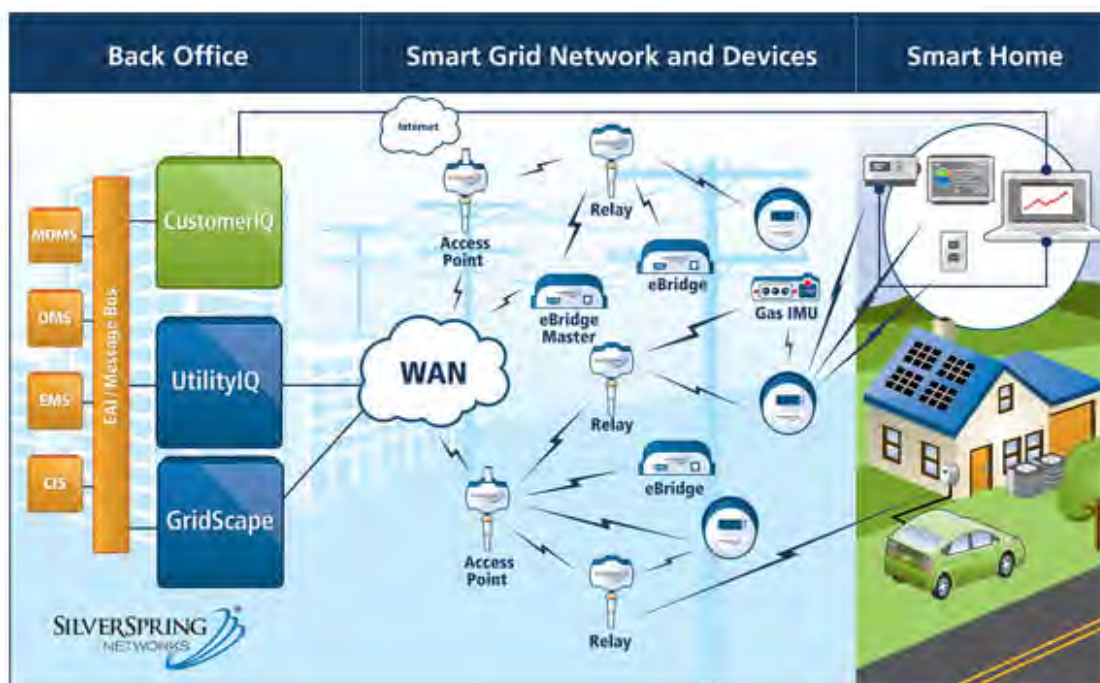 Back Office
Smart Grid Network and Devices
Smart Home
Internet
CustomerIQ
MDMS
EAI / Message Bus
OMS
EMS
CIS
UtilityIQ
GridScape
Access
Point
Relay
eBridge
eBridge
Master
Gas IMU
WAN
Relay
eBridge
Access
Point
Relay
SILVERSPRING®
NETWORKS